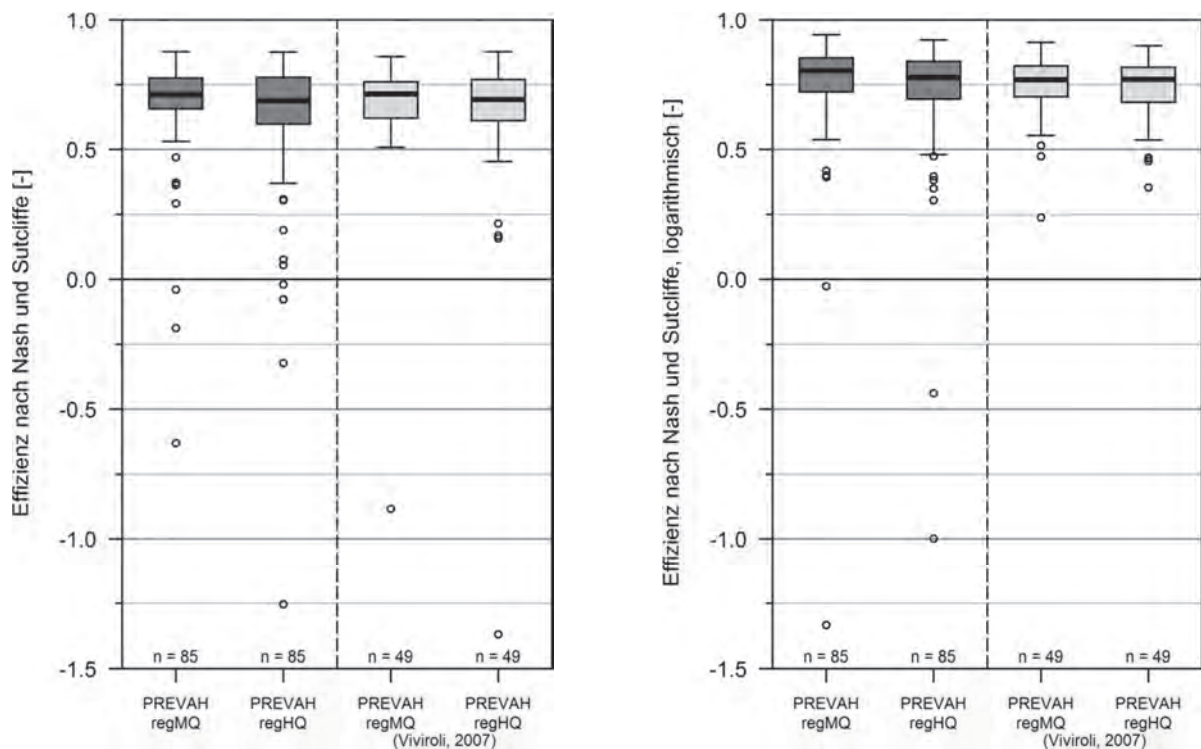 Effizienz nach Nash und Sutcliffe [-]
1.0
0.5
0.0
-0.5
-1.0
-1.5
n = 85
n = 85
n = 49
n = 49
PREVAH
regMQ
PREVAH
regHQ
PREVAH
regMQ
PREVAH
regHQ
(Viviroli, 2007)
Effizienz nach Nash und Sutcliffe, logarithmisch [-]
1.0
0.5
0.0
-0.5
-1.0
-1.5
n = 85
n = 85
n = 49
n = 49
PREVAH
regMQ
PREVAH
regHQ
PREVAH
regMQ
PREVAH
regHQ
(Viviroli, 2007)